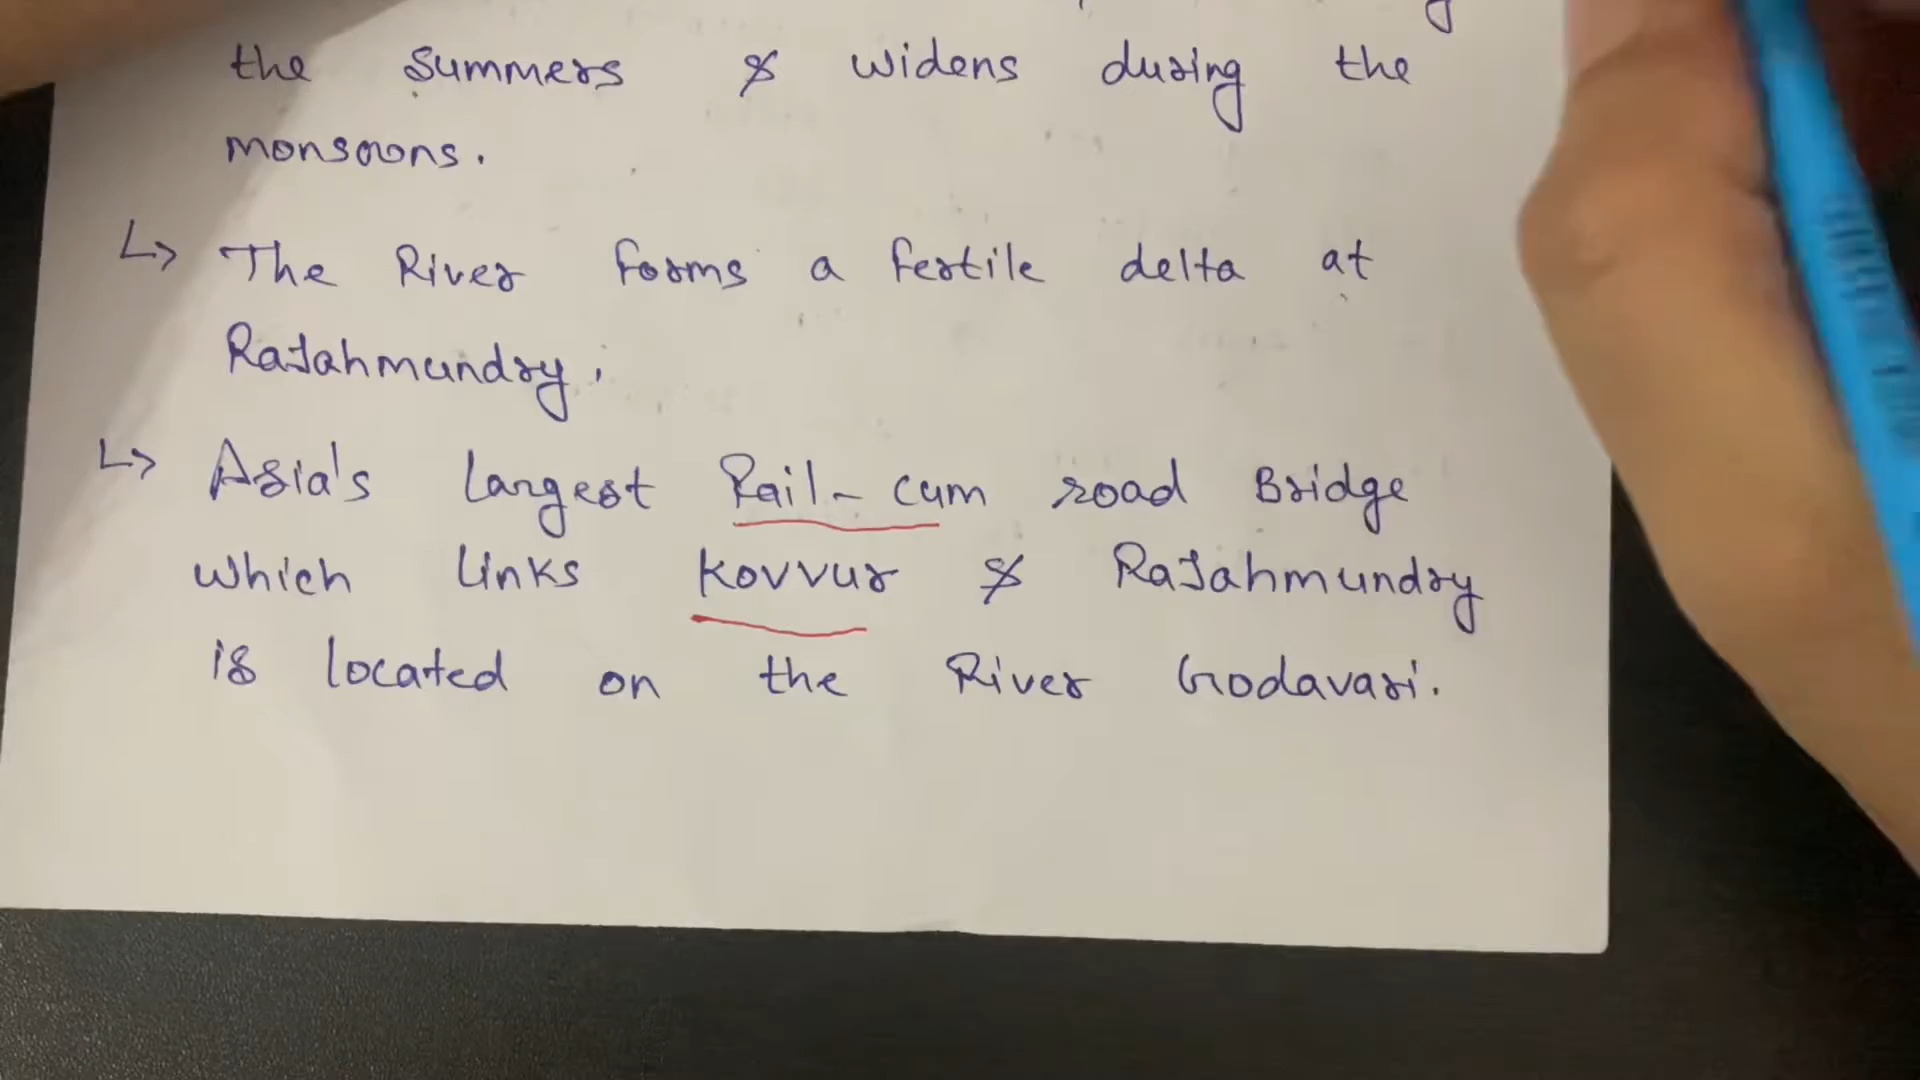 the summers & widens during the
monsoons.
↳ The River forms a fertile delta at
Rajahmundry.
↳ Asia's largest Rail-cum road Bridge
which links Kovvur & Rajahmundry
is located on the River Godavari.